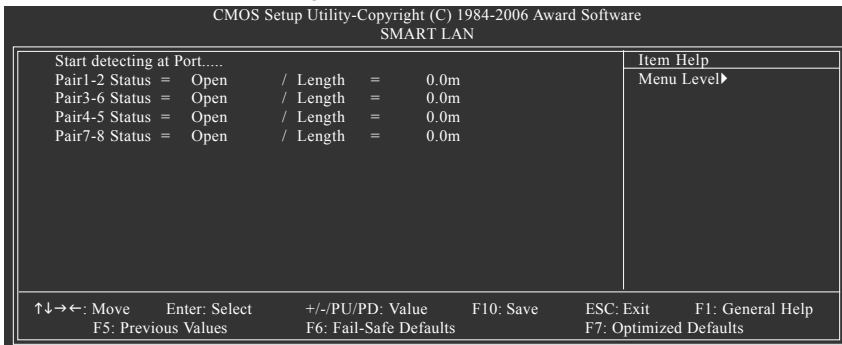 CMOS Setup Utility-Copyright (C) 1984-2006 Award Software
SMART LAN
Start detecting at Port.....
Pair1-2 Status = Open / Length = 0.0m
Pair3-6 Status = Open / Length = 0.0m
Pair4-5 Status = Open / Length = 0.0m
Pair7-8 Status = Open / Length = 0.0m
Item Help
Menu Level▶
↑↓→←: Move Enter: Select +/-/PU/PD: Value F10: Save ESC: Exit F1: General Help
F5: Previous Values F6: Fail-Safe Defaults F7: Optimized Defaults